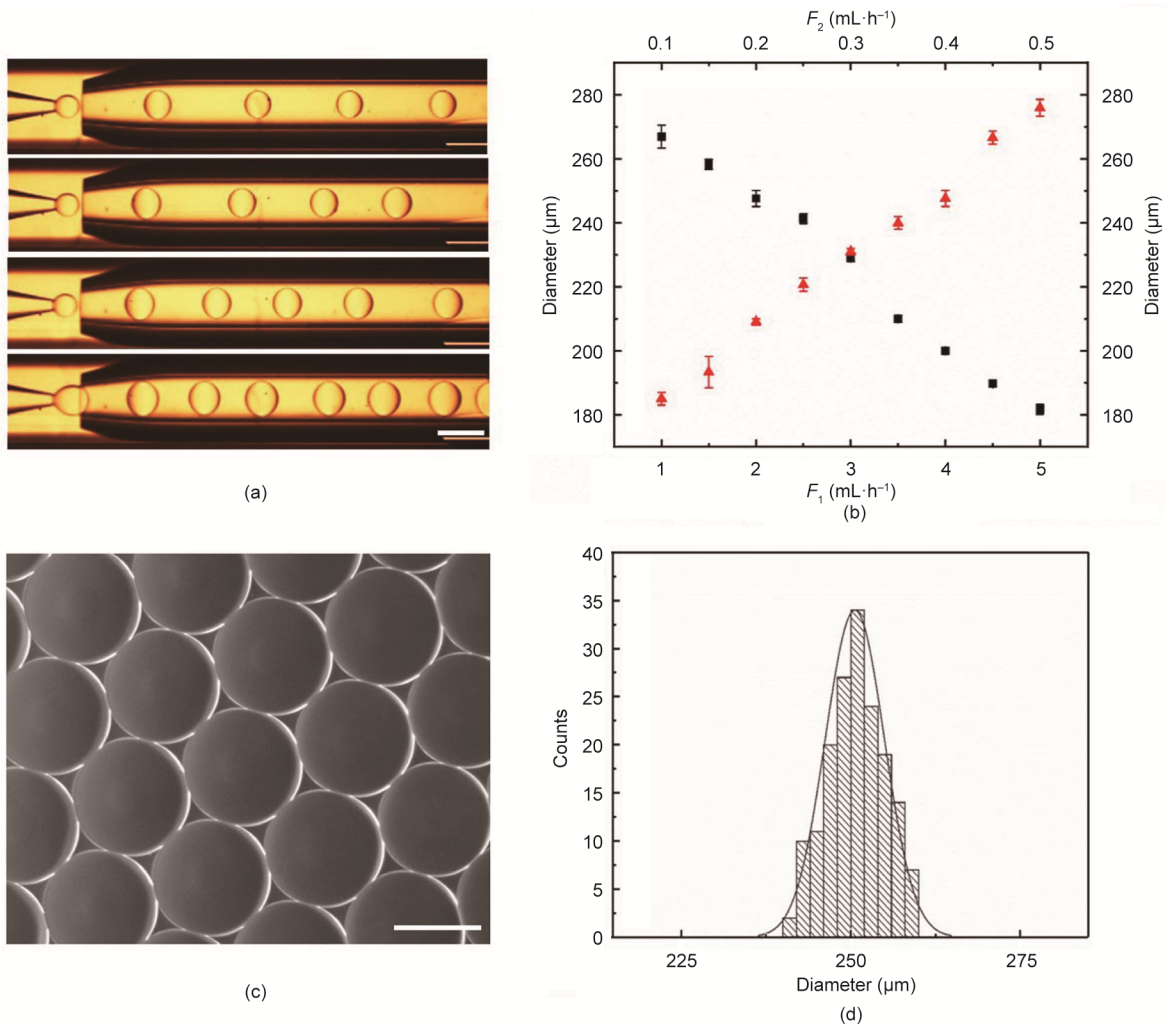 F₂ (mL·h⁻¹)
0.1 0.2 0.3 0.4 0.5
280 280
260 260
240 240
220 220
200 200
180 180
Diameter (μm)
Diameter (μm)
1 2 3 4 5
F₁ (mL·h⁻¹)
(a)
(b)
40
35
30
25
20
15
10
5
0
Counts
225 250 275
Diameter (μm)
(c)
(d)